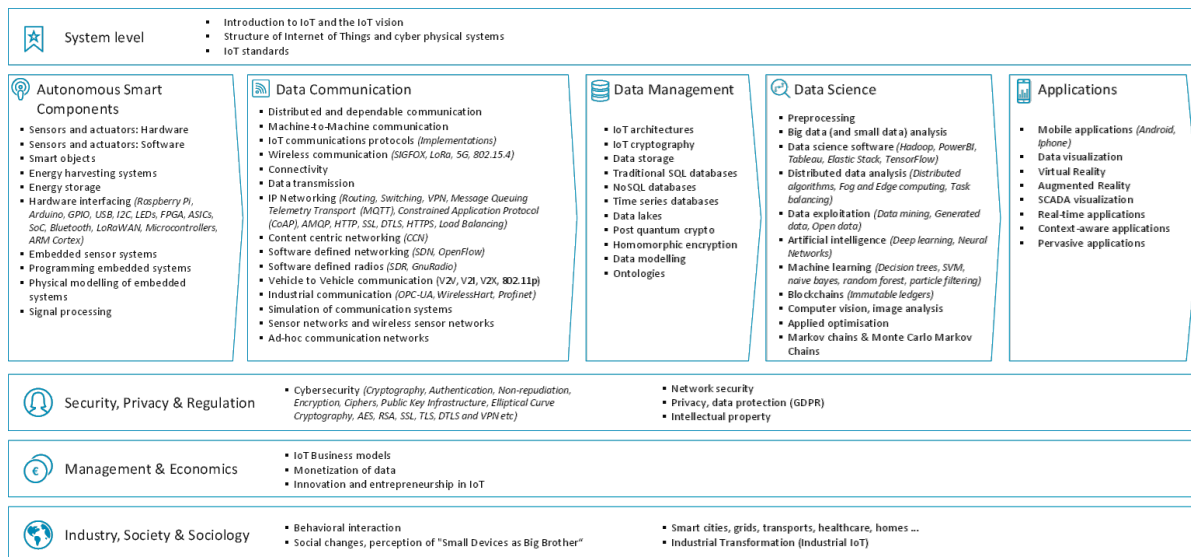 System level
Introduction to IoT and the IoT vision
Structure of Internet of Things and cyber physical systems
IoT standards
Autonomous Smart
Components
Sensors and actuators: Hardware
Sensors and actuators: Software
Smart objects
Energy harvesting systems
Energy storage
Hardware interfacing (Raspberry Pi,
Arduino, GPIO, USB, I2C, LEDs, FPGA, ASICs,
SoC, Bluetooth, LoRaWAN, Microcontrollers,
ARM Cortex)
Embedded sensor systems
Programming embedded systems
Physical modelling of embedded
systems
Signal processing
Data Communication
Distributed and dependable communication
Machine-to-Machine communication
IoT communications protocols (Implementations)
Wireless communication (SIGFOX, LoRa, 5G, 802.15.4)
Connectivity
Data transmission
IP Networking (Routing, Switching, VPN, Message Queuing
Telemetry Transport (MQTT), Constrained Application Protocol
(CoAP), AMQP, HTTP, SSL, DTLS, HTTPS, Load Balancing)
Content centric networking (CCN)
Software defined networking (SDN, OpenFlow)
Software defined radios (SDR, GnuRadio)
Vehicle to Vehicle communication (V2V, V2I, V2X, 802.11p)
Industrial communication (OPC-UA, WirelessHart, Profinet)
Simulation of communication systems
Sensor networks and wireless sensor networks
Ad-hoc communication networks
Data Management
IoT architectures
IoT cryptography
Data storage
Traditional SQL databases
NoSQL databases
Time series databases
Data lakes
Post quantum crypto
Homomorphic encryption
Data modelling
Ontologies
Data Science
Preprocessing
Big data (and small data) analysis
Data science software (Hadoop, PowerBI,
Tableau, Elastic Stack, TensorFlow)
Distributed data analysis (Distributed
algorithms, Fog and Edge computing, Task
balancing)
Data exploitation (Data mining, Generated
data, Open data)
Artificial intelligence (Deep learning, Neural
Networks)
Machine learning (Decision trees, SVM,
naive bayes, random forest, particle filtering)
Blockchains (Immutable ledgers)
Computer vision, image analysis
Applied optimisation
Markov chains & Monte Carlo Markov
Chains
Applications
Mobile applications (Android,
Iphone)
Data visualization
Virtual Reality
Augmented Reality
SCADA visualization
Real-time applications
Context-aware applications
Pervasive applications
Security, Privacy & Regulation
Cybersecurity (Cryptography, Authentication, Non-repudiation,
Encryption, Ciphers, Public Key Infrastructure, Elliptical Curve
Cryptography, AES, RSA, SSL, TLS, DTLS and VPN etc)
Network security
Privacy, data protection (GDPR)
Intellectual property
€
Management & Economics
IoT Business models
Monetization of data
Innovation and entrepreneurship in IoT
Industry, Society & Sociology
Behavioral interaction
Social changes, perception of "Small Devices as Big Brother"
Smart cities, grids, transports, healthcare, homes ...
Industrial Transformation (Industrial IoT)